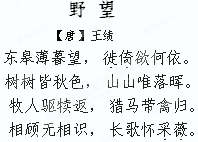 野 望
【唐】王绩
东皋薄暮望，徙倚欲何依。
树树皆秋色，山山唯落晖。
牧人驱犊返，猎马带禽归。
相顾无相识，长歌怀采薇。